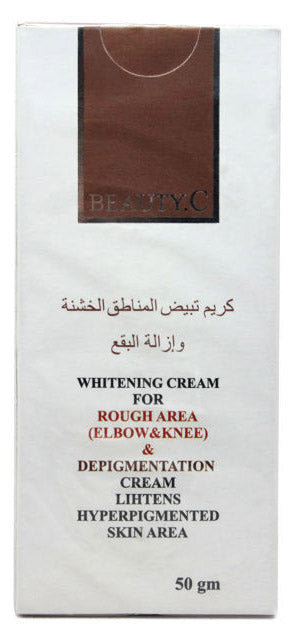 BEAUTY.C
كريم تبيض المناطق الخشنة
وإزالة البقع
WHITENING CREAM
FOR
ROUGH AREA
(ELBOW&KNEE)
&
DEPIGMENTATION
CREAM
LIHTENS
HYPERPIGMENTED
SKIN AREA
50 gm